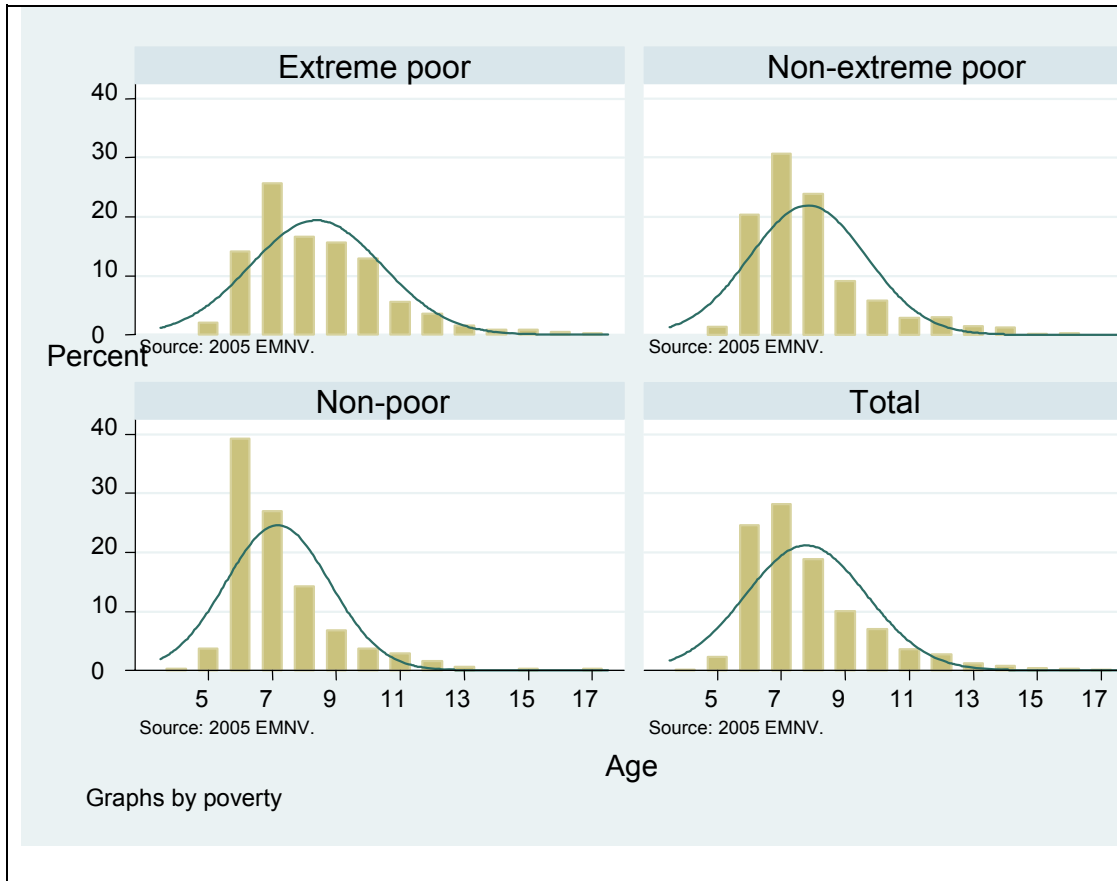 Extreme poor
Non-extreme poor
40
30
20
10
0
Source: 2005 EMNV.
Source: 2005 EMNV.
Percent
Non-poor
Total
40
30
20
10
0
5 7 9 11 13 15 17
5 7 9 11 13 15 17
Source: 2005 EMNV.
Source: 2005 EMNV.
Age
Graphs by poverty